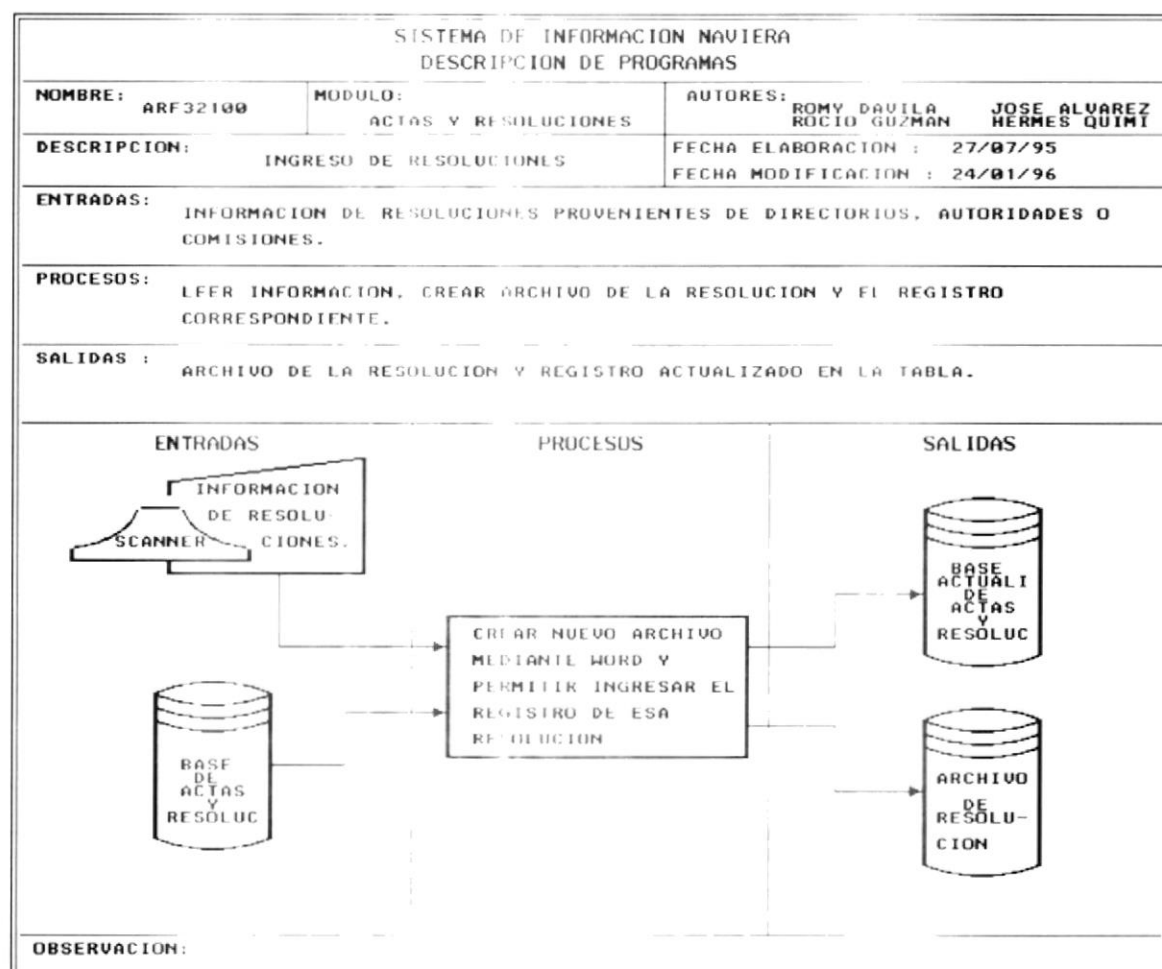 SISTEMA DE INFORMACION NAVIERA
DESCRIPCION DE PROGRAMAS
NOMBRE: ARF32100
MODULO: ACTAS Y RESOLUCIONES
AUTORES: ROMY DAVILA JOSE ALVAREZ
ROCIO GUZMAN HERMES QUIMI
DESCRIPCION: INGRESO DE RESOLUCIONES
FECHA ELABORACION : 27/07/95
FECHA MODIFICACION : 24/01/96
ENTRADAS:
INFORMACION DE RESOLUCIONES PROVENIENTES DE DIRECTORIOS, AUTORIDADES O
COMISIONES.
PROCESOS:
LEER INFORMACION, CREAR ARCHIVO DE LA RESOLUCION Y EL REGISTRO
CORRESPONDIENTE.
SALIDAS :
ARCHIVO DE LA RESOLUCION Y REGISTRO ACTUALIZADO EN LA TABLA.
ENTRADAS PROCESOS SALIDAS
INFORMACION
DE RESOLU-
CIONES.
SCANNER
BASE
DE
ACTAS
Y
RESOLUC
CREAR NUEVO ARCHIVO
MEDIANTE WORD Y
PERMITIR INGRESAR EL
REGISTRO DE ESA
RESOLUCION
BASE
ACTUALI
DE
ACTAS
Y
RESOLUC
ARCHIVO
DE
RESOLU-
CION
OBSERVACION: